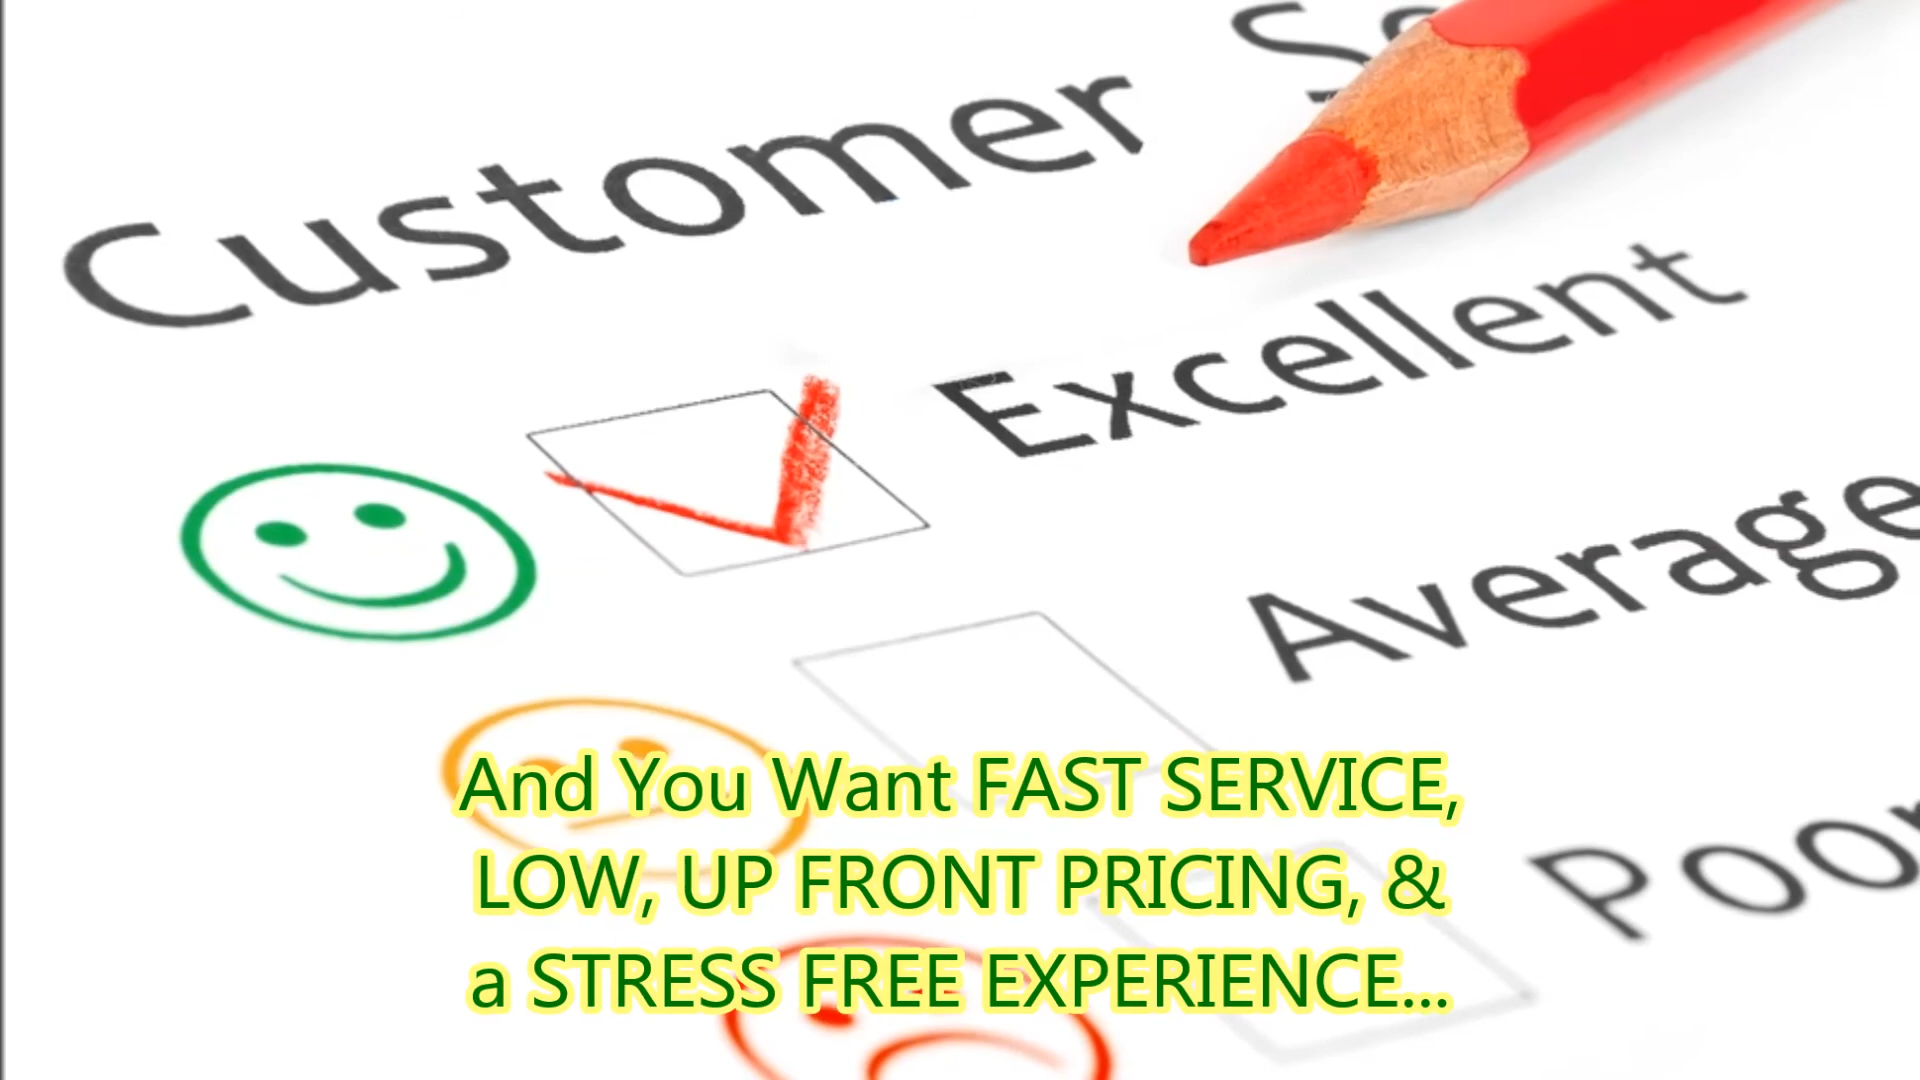 Customer
Excellent
Average
Poor
And You Want FAST SERVICE,
LOW, UP FRONT PRICING, &
a STRESS FREE EXPERIENCE...